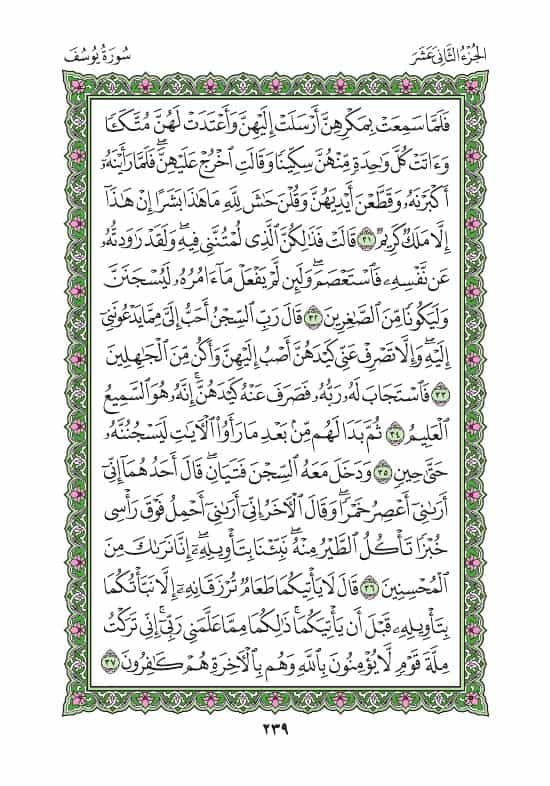 الجُزْءُ الثَّانِي عَشَرَ
سُورَةُ يُوسُفَ
فَلَمَّا سَمِعَتْ بِمَكْرِهِنَّ أَرْسَلَتْ إِلَيْهِنَّ وَأَعْتَدَتْ لَهُنَّ مُتَّكَـًٔا
وَءَاتَتْ كُلَّ وَٰحِدَةٍ مِّنْهُنَّ سِكِّينًا وَقَالَتِ ٱخْرُجْ عَلَيْهِنَّۖ فَلَمَّا رَأَيْنَهُۥٓ
أَكْبَرْنَهُۥ وَقَطَّعْنَ أَيْدِيَهُنَّ وَقُلْنَ حَٰشَ لِلَّهِ مَا هَٰذَا بَشَرًا إِنْ هَٰذَآ
إِلَّا مَلَكٌ كَرِيمٌ ٣١ قَالَتْ فَذَٰلِكُنَّ ٱلَّذِى لُمْتُنَّنِى فِيهِۖ وَلَقَدْ رَٰوَدتُّهُۥ
عَن نَّفْسِهِۦ فَٱسْتَعْصَمَۖ وَلَئِن لَّمْ يَفْعَلْ مَآ ءَامُرُهُۥ لَيُسْجَنَنَّ
وَلَيَكُونًا مِّنَ ٱلصَّٰغِرِينَ ٣٢ قَالَ رَبِّ ٱلسِّجْنُ أَحَبُّ إِلَىَّ مِمَّا يَدْعُونَنِىٓ
إِلَيْهِۖ وَإِلَّا تَصْرِفْ عَنِّى كَيْدَهُنَّ أَصْبُ إِلَيْهِنَّ وَأَكُن مِّنَ ٱلْجَٰهِلِينَ
٣٣ فَٱسْتَجَابَ لَهُۥ رَبُّهُۥ فَصَرَفَ عَنْهُ كَيْدَهُنَّۚ إِنَّهُۥ هُوَ ٱلسَّمِيعُ
ٱلْعَلِيمُ ٣٤ ثُمَّ بَدَا لَهُم مِّنۢ بَعْدِ مَا رَأَوُا۟ ٱلْـَٔايَٰتِ لَيَسْجُنُنَّهُۥ
حَتَّىٰ حِينٍ ٣٥ وَدَخَلَ مَعَهُ ٱلسِّجْنَ فَتَيَانِۖ قَالَ أَحَدُهُمَآ إِنِّىٓ
أَرَىٰنِىٓ أَعْصِرُ خَمْرًاۖ وَقَالَ ٱلْـَٔاخَرُ إِنِّىٓ أَرَىٰنِىٓ أَحْمِلُ فَوْقَ رَأْسِى
خُبْزًا تَأْكُلُ ٱلطَّيْرُ مِنْهُۖ نَبِّئْنَا بِتَأْوِيلِهِۦٓۖ إِنَّا نَرَىٰكَ مِنَ
ٱلْمُحْسِنِينَ ٣٦ قَالَ لَا يَأْتِيكُمَا طَعَامٌ تُرْزَقَانِهِۦٓ إِلَّا نَبَّأْتُكُمَا
بِتَأْوِيلِهِۦ قَبْلَ أَن يَأْتِيَكُمَاۚ ذَٰلِكُمَا مِمَّا عَلَّمَنِى رَبِّىٓۚ إِنِّى تَرَكْتُ
مِلَّةَ قَوْمٍ لَّا يُؤْمِنُونَ بِٱللَّهِ وَهُم بِٱلْـَٔاخِرَةِ هُمْ كَٰفِرُونَ ٣٧
٢٣٩